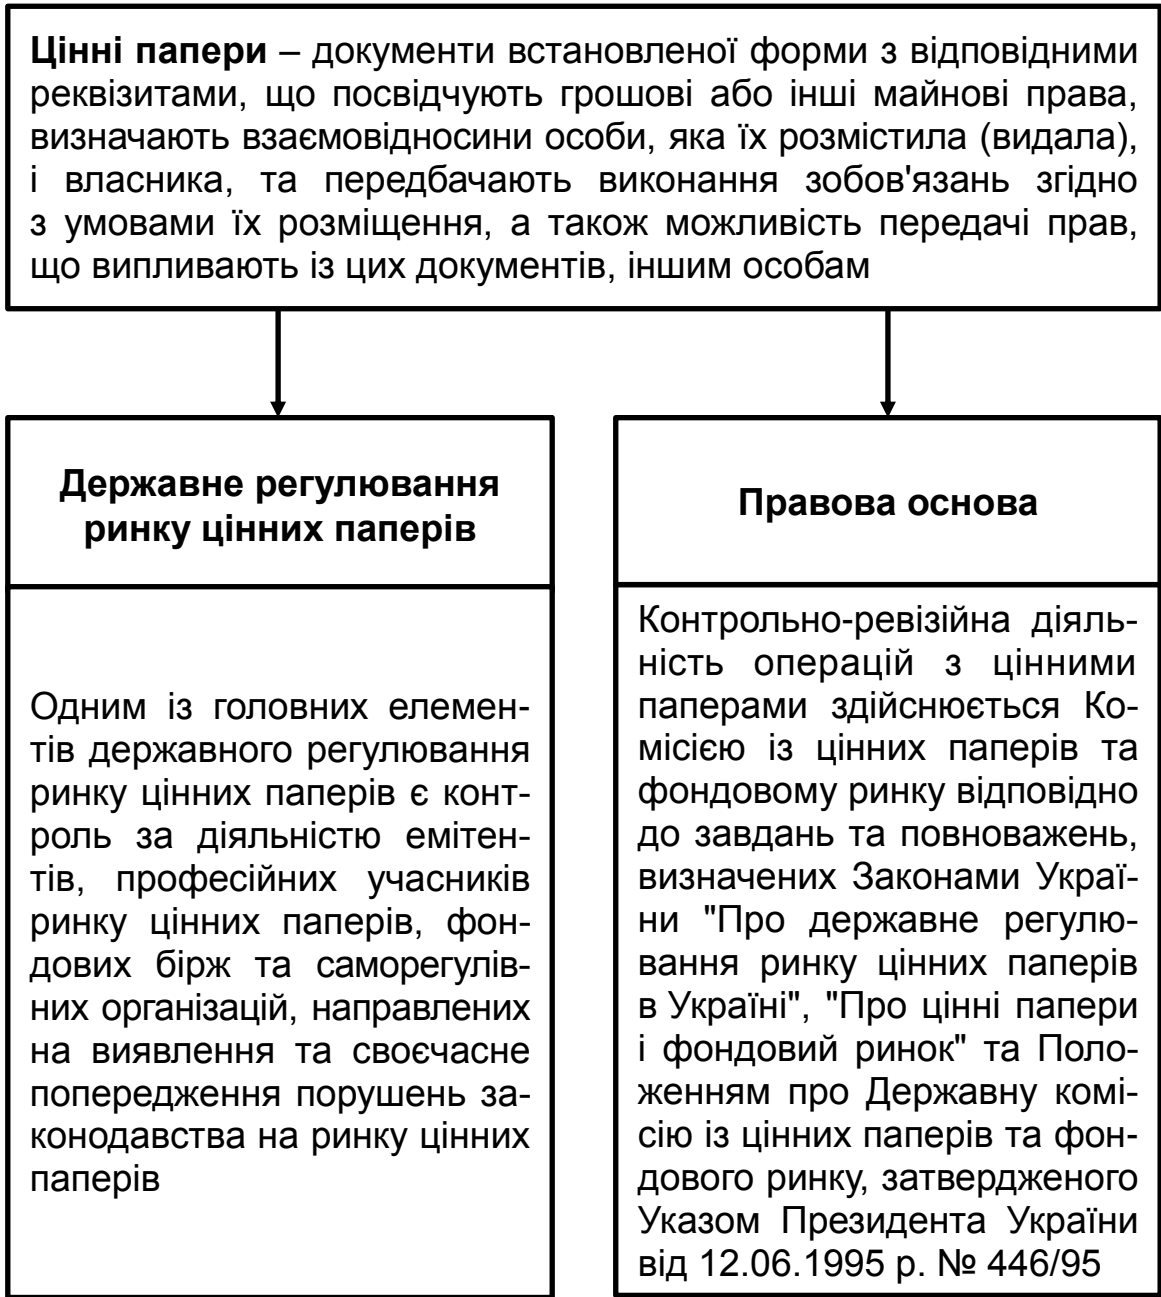 Цінні папери – документи встановленої форми з відповідними
реквізитами, що посвідчують грошові або інші майнові права,
визначають взаємовідносини особи, яка їх розмістила (видала),
і власника, та передбачають виконання зобов'язань згідно
з умовами їх розміщення, а також можливість передачі прав,
що випливають із цих документів, іншим особам
Державне регулювання
ринку цінних паперів
Одним із головних елемен-
тів державного регулювання
ринку цінних паперів є конт-
роль за діяльністю емітен-
тів, професійних учасників
ринку цінних паперів, фон-
дових бірж та саморегулів-
них організацій, направлених
на виявлення та своєчасне
попередження порушень за-
конодавства на ринку цінних
паперів
Правова основа
Контрольно-ревізійна діяль-
ність операцій з цінними
паперами здійснюється Ко-
місією із цінних паперів та
фондовому ринку відповідно
до завдань та повноважень,
визначених Законами Украї-
ни "Про державне регулю-
вання ринку цінних паперів
в Україні", "Про цінні папери
і фондовий ринок" та Поло-
женням про Державну комі-
сію із цінних паперів та фон-
дового ринку, затвердженого
Указом Президента України
від 12.06.1995 р. № 446/95